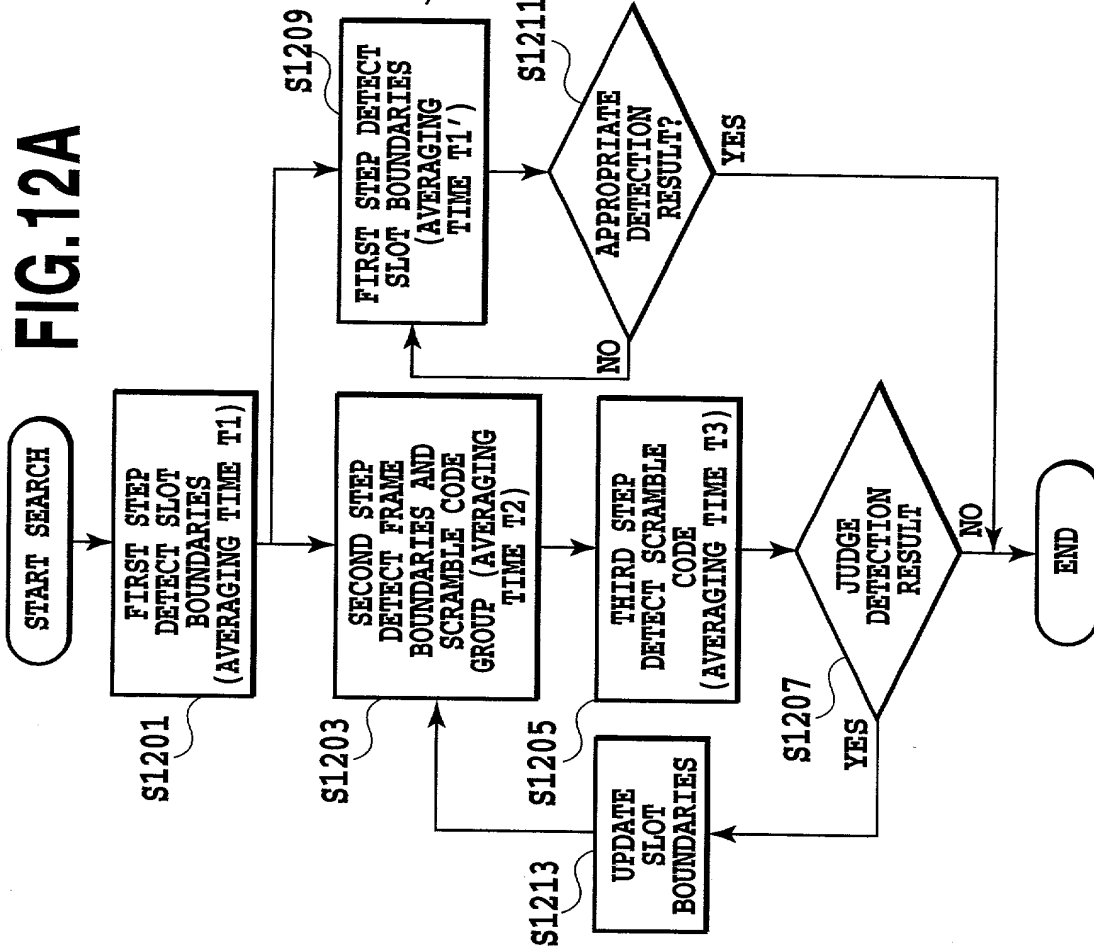 FIG.12A
START SEARCH
S1201
FIRST STEP
DETECT SLOT
BOUNDARIES
(AVERAGING TIME T1)
S1203
SECOND STEP
DETECT FRAME
BOUNDARIES AND
SCRAMBLE CODE
GROUP (AVERAGING
TIME T2)
S1205
THIRD STEP
DETECT SCRAMBLE
CODE
(AVERAGING TIME T3)
S1207
JUDGE
DETECTION
RESULT
YES
NO
S1213
UPDATE
SLOT
BOUNDARIES
S1209
FIRST STEP DETECT
SLOT BOUNDARIES
(AVERAGING
TIME T1')
S1211
APPROPRIATE
DETECTION
RESULT?
NO
YES
END